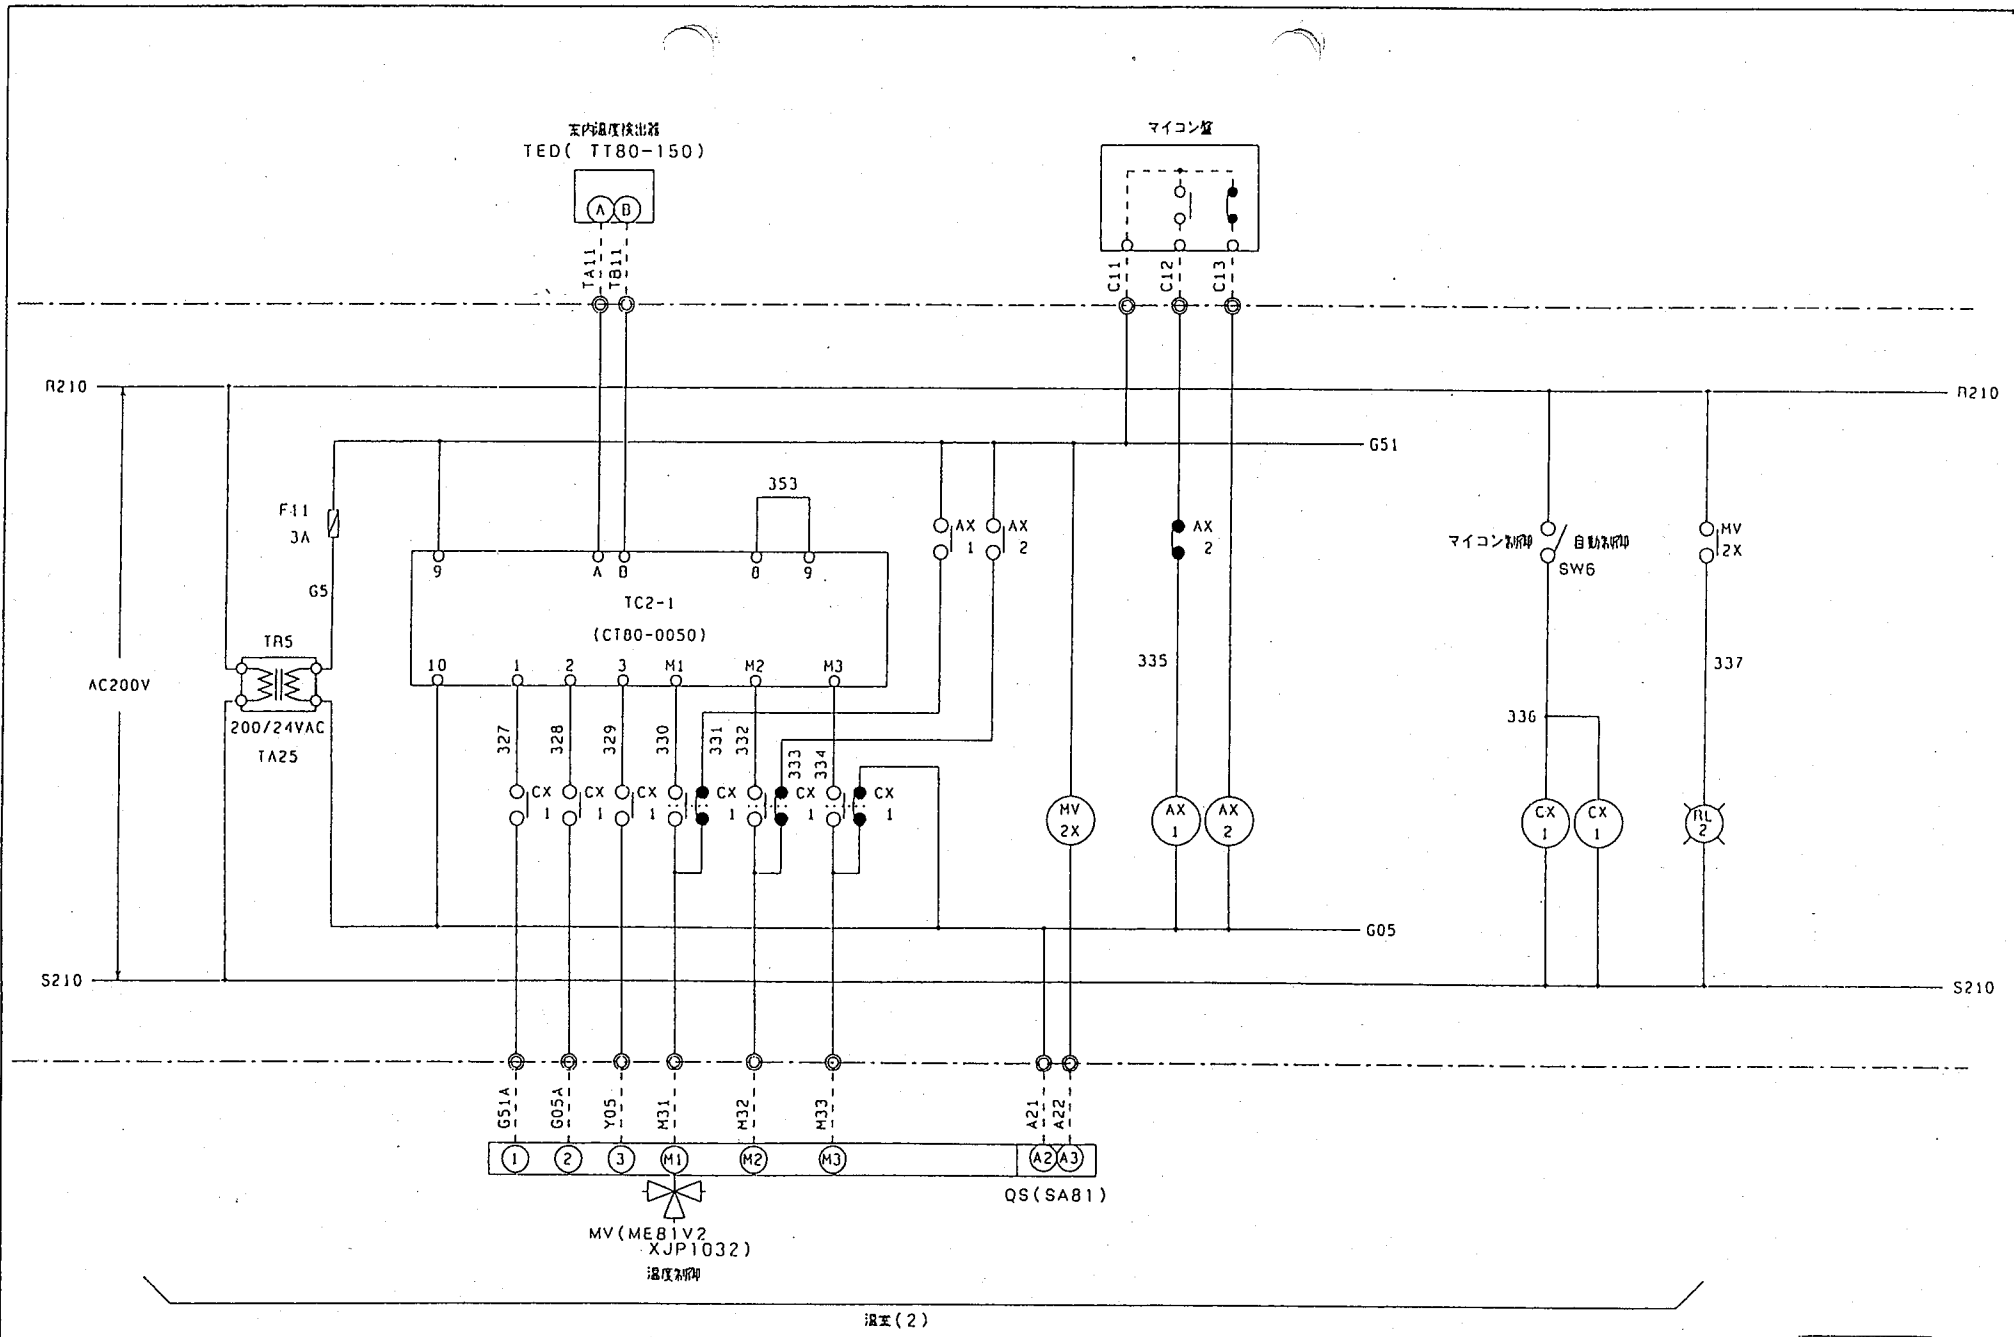 室内温度検出器
TED( TT80-150)
マイコン盤
A B
TA11
TB11
C11
C12
C13
R210
R210
G51
353
F11
3A
AX
1
AX
2
AX
2
MV
2X
マイコン制御
自動制御
SW6
9
A
B
8
9
G5
TC2-1
(CT80-0050)
TR5
10
1
2
3
M1
M2
M3
335
337
AC200V
200/24VAC
TA25
327
328
329
330
331
332
333
334
336
CX
1
CX
1
CX
1
CX
1
CX
1
CX
1
MV
2X
AX
1
AX
2
CX
1
CX
1
RL
2
G05
S210
S210
G51A
G05A
Y05
M31
M32
M33
A21
A22
1
2
3
M1
M2
M3
A2 A3
QS(SA81)
MV(ME81V2
XJP1032)
温度制御
温室(2)